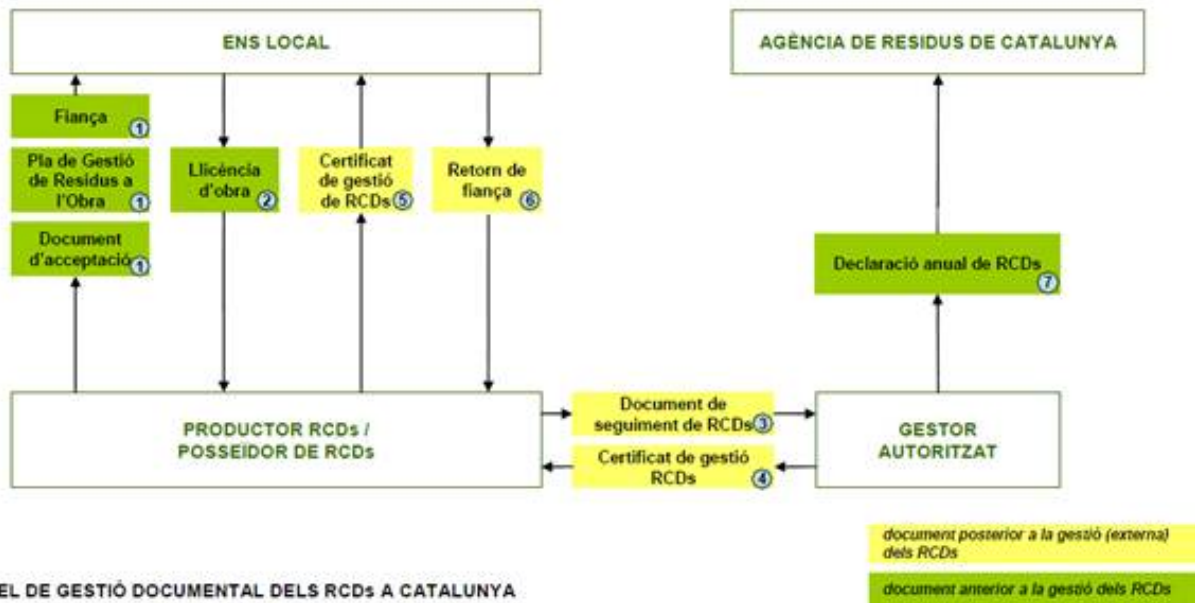 ENS LOCAL
AGÈNCIA DE RESIDUS DE CATALUNYA
Fiança
1
Pla de Gestió
de Residus a
l'Obra
1
Document
d'acceptació
1
Llicència
d'obra
2
Certificat
de gestió
de RCDs
5
Retorn de
fiança
6
Declaració anual de RCDs
7
PRODUCTOR RCDs /
POSSEÏDOR DE RCDs
Document de
seguiment de RCDs
3
Certificat de gestió
RCDs
4
GESTOR
AUTORITZAT
document posterior a la gestió (externa)
dels RCDs
document anterior a la gestió dels RCDs
EL DE GESTIÓ DOCUMENTAL DELS RCDs A CATALUNYA